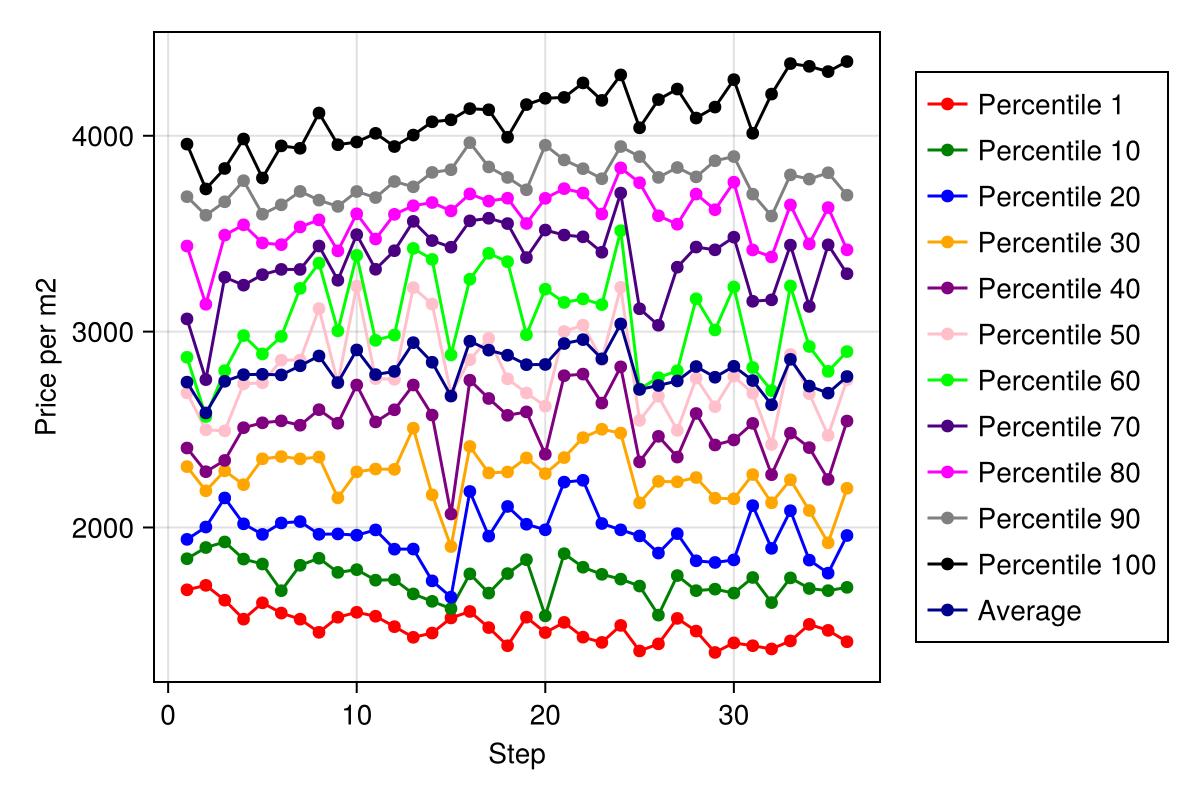 4000
3000
2000
Price per m2
0 10 20 30
Step
Percentile 1
Percentile 10
Percentile 20
Percentile 30
Percentile 40
Percentile 50
Percentile 60
Percentile 70
Percentile 80
Percentile 90
Percentile 100
Average